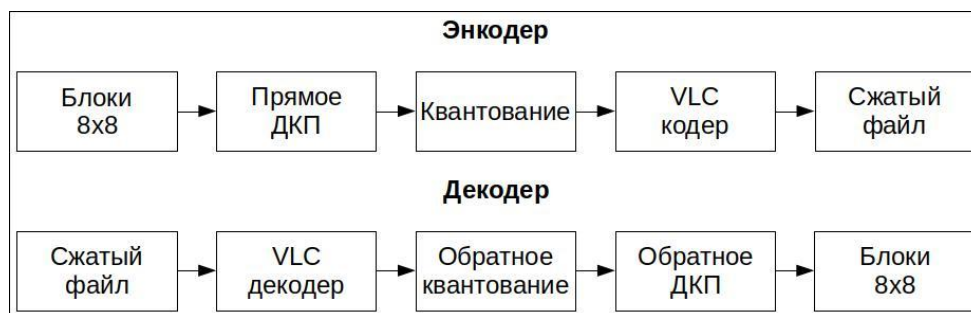 Энкодер
Блоки
8x8
Прямое
ДКП
Квантование
VLC
кодер
Сжатый
файл
Декодер
Сжатый
файл
VLC
декодер
Обратное
квантование
Обратное
ДКП
Блоки
8x8